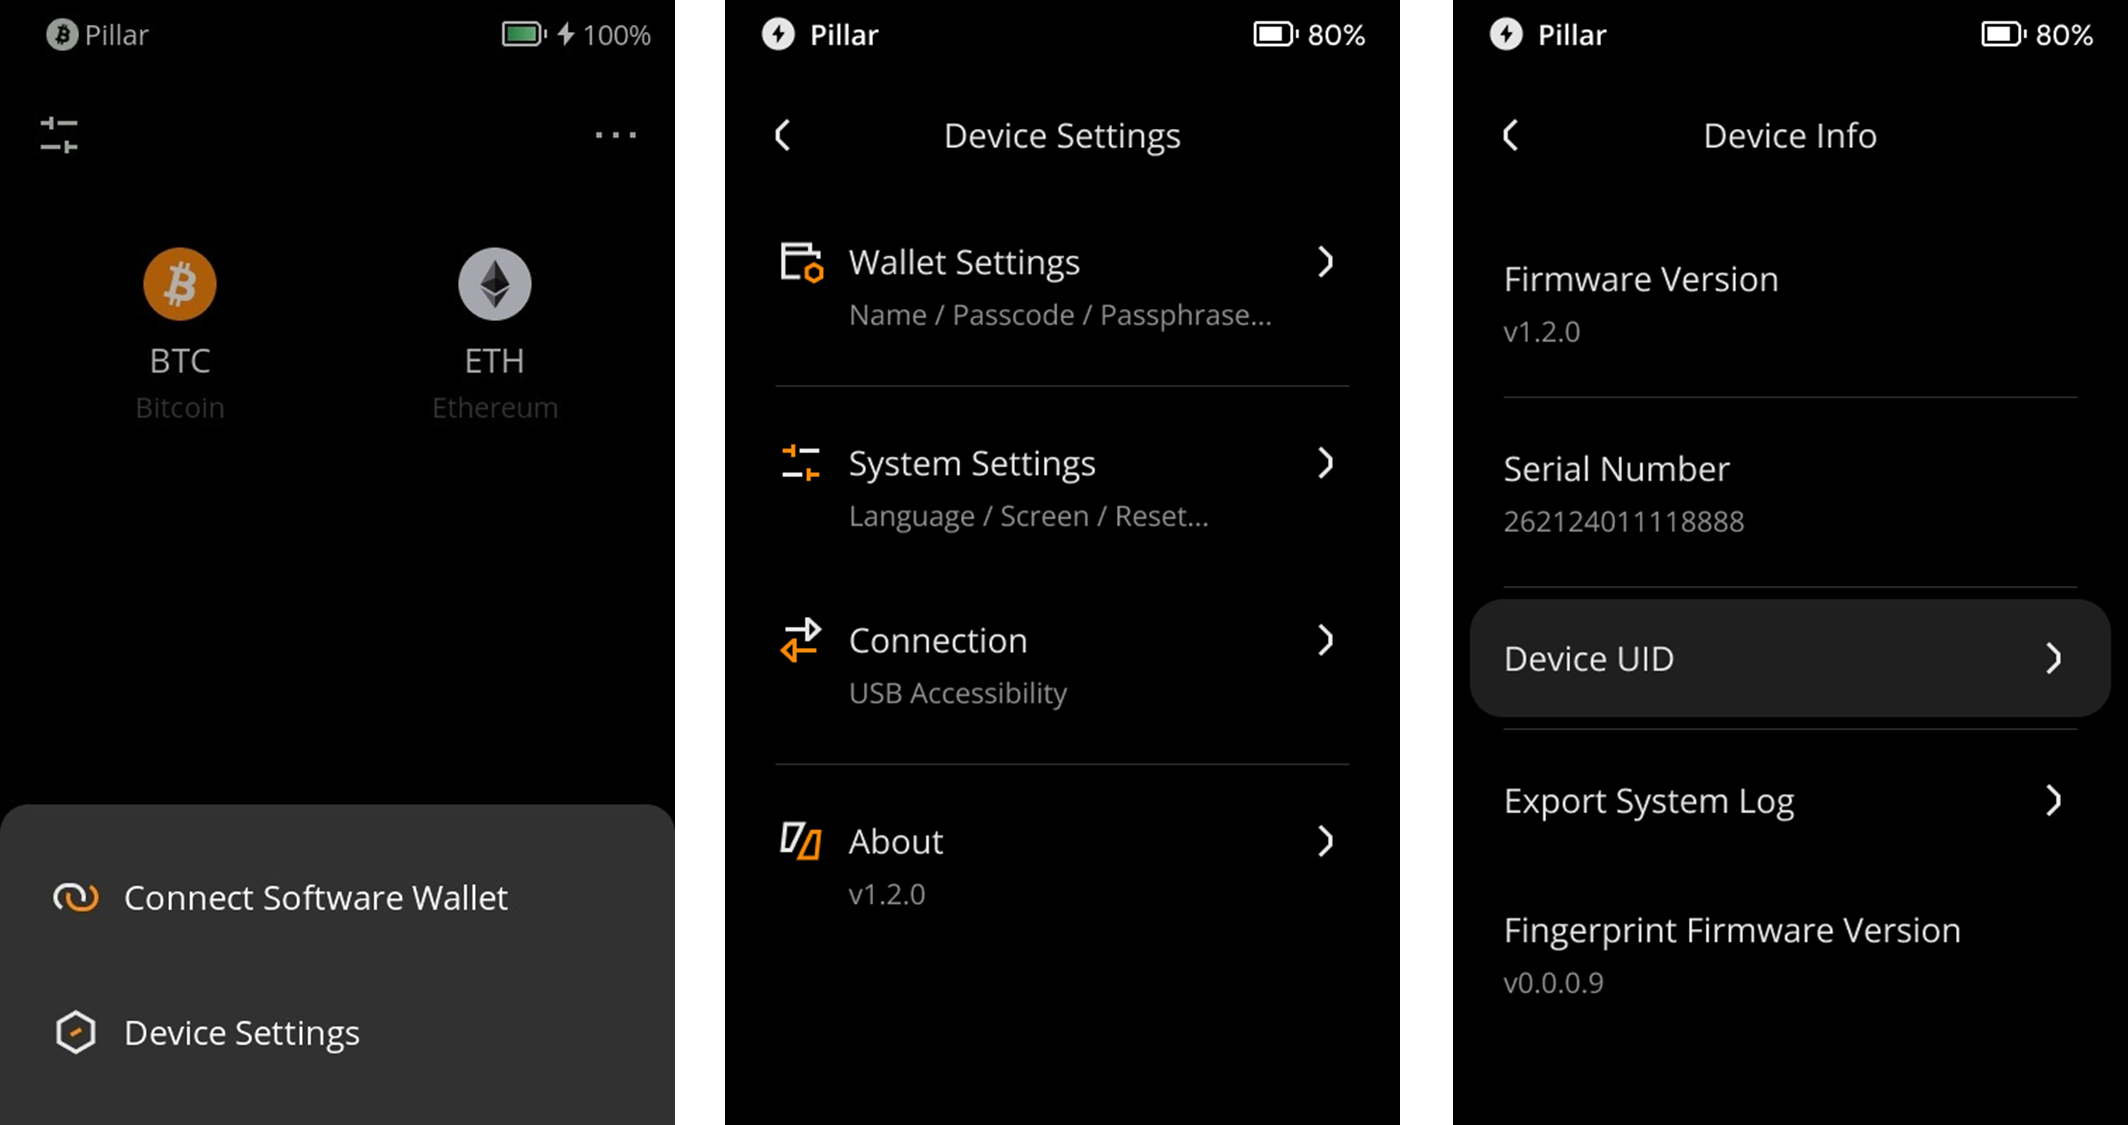 Pillar
100%
BTC
ETH
Bitcoin
Ethereum
Connect Software Wallet
Device Settings
Pillar
80%
Device Settings
Wallet Settings
Name / Passcode / Passphrase...
System Settings
Language / Screen / Reset...
Connection
USB Accessibility
About
v1.2.0
Pillar
80%
Device Info
Firmware Version
v1.2.0
Serial Number
262124011118888
Device UID
Export System Log
Fingerprint Firmware Version
v0.0.0.9